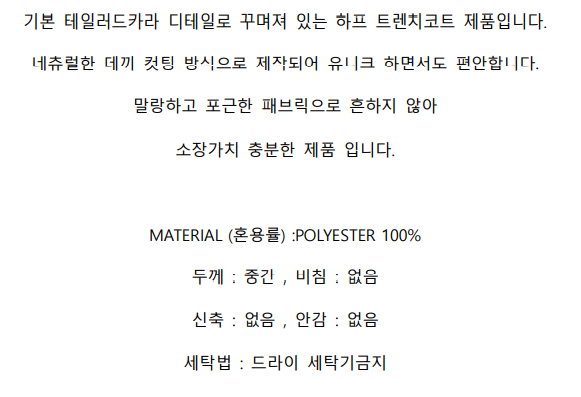 기본 테일러드카라 디테일로 꾸며져 있는 하프 트렌치코트 제품입니다.
네츄럴한 데끼 컷팅 방식으로 제작되어 유니크 하면서도 편안합니다.
말랑하고 포근한 패브릭으로 흔하지 않아
소장가치 충분한 제품 입니다.
MATERIAL (혼용률) :POLYESTER 100%
두께 : 중간 , 비침 : 없음
신축 : 없음 , 안감 : 없음
세탁법 : 드라이 세탁기금지